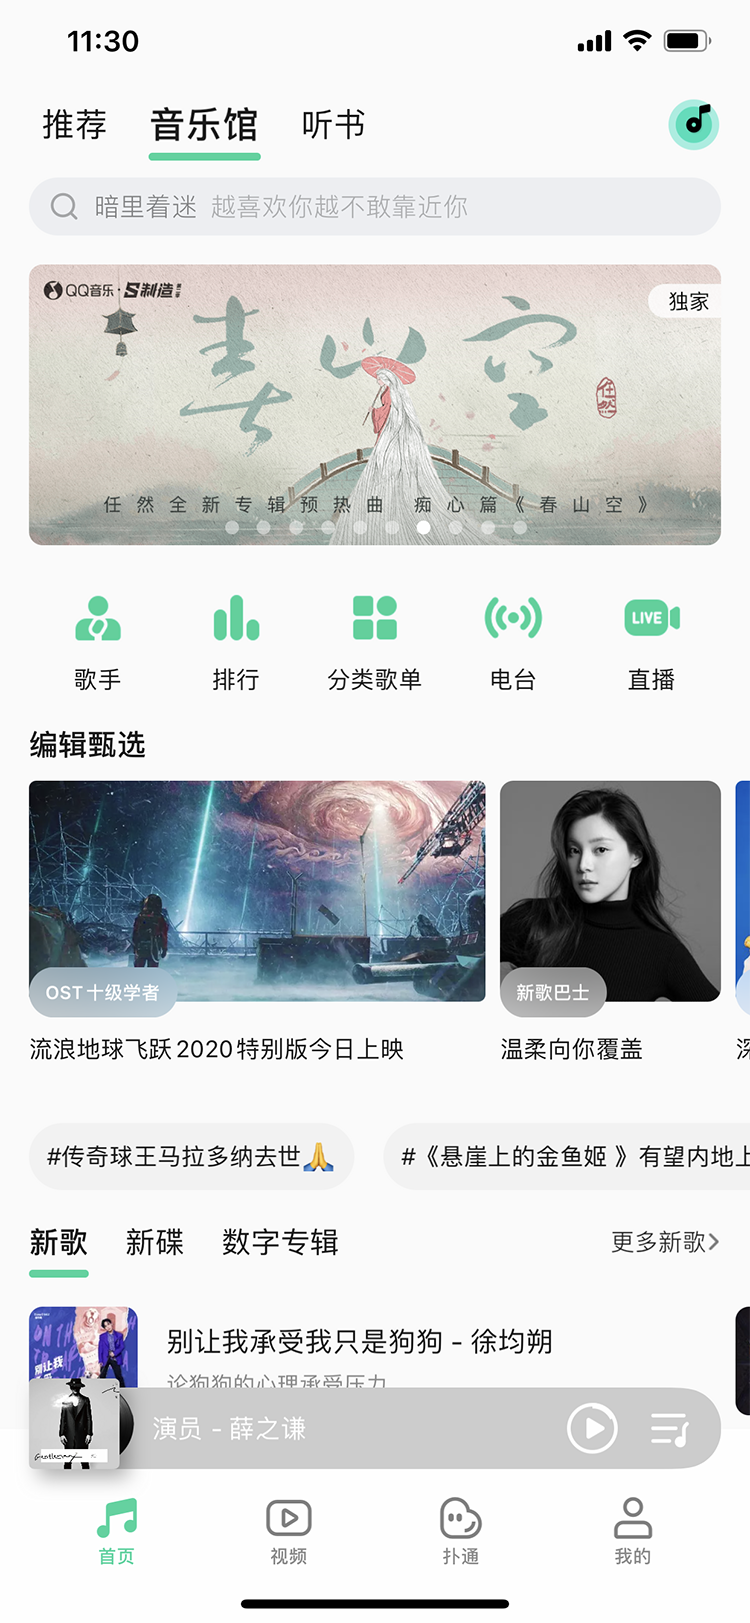 11:30
推荐 音乐馆 听书
暗里着迷 越喜欢你越不敢靠近你
QQ音乐·S制造
独家
春山空
任然
任然全新专辑预热曲 痴心篇《春山空》
歌手 排行 分类歌单 电台 直播
LIVE
编辑甄选
OST十级学者
新歌巴士
流浪地球飞跃2020特别版今日上映
温柔向你覆盖
#传奇球王马拉多纳去世🙏
#《悬崖上的金鱼姬 》有望内地上
新歌 新碟 数字专辑
更多新歌>
别让我承受我只是狗狗 - 徐均朔
论狗狗的心理承受压力
演员 - 薛之谦
首页 视频 扑通 我的